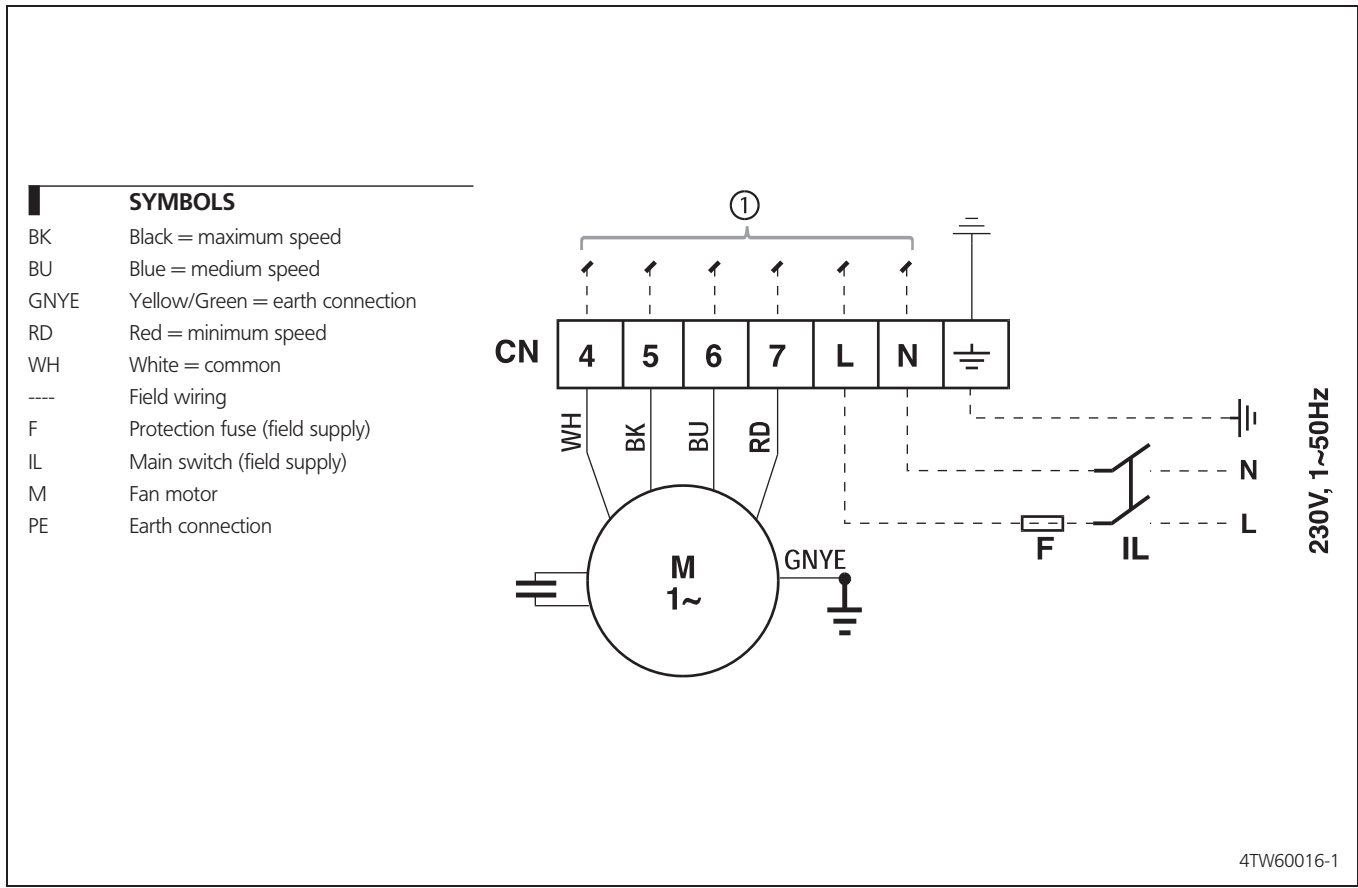 SYMBOLS
BK Black = maximum speed
BU Blue = medium speed
GNYE Yellow/Green = earth connection
RD Red = minimum speed
WH White = common
---- Field wiring
F Protection fuse (field supply)
IL Main switch (field supply)
M Fan motor
PE Earth connection
①
CN 4 5 6 7 L N
WH BK BU RD
M
1~
GNYE
N
L
F IL
230V, 1~50Hz
4TW60016-1